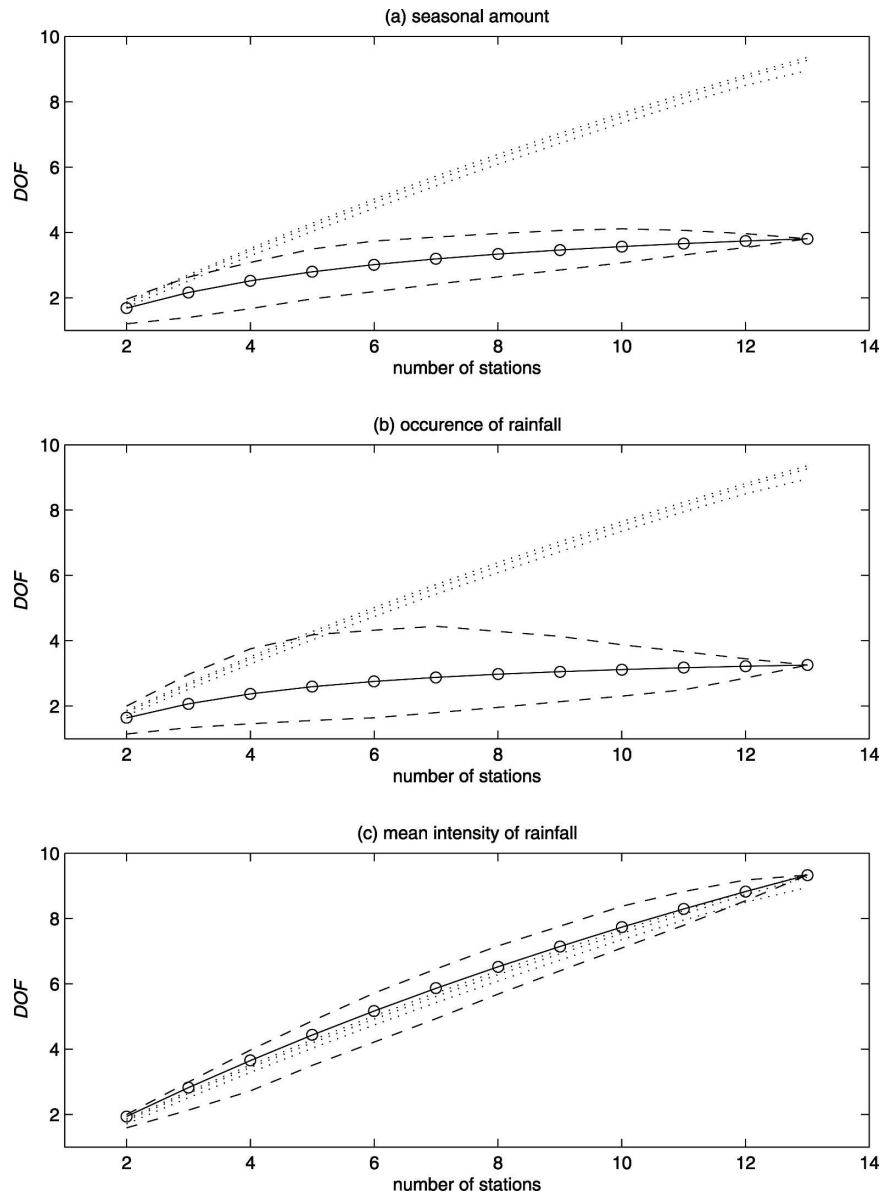 (a) seasonal amount
10
8
6
4
2
DOF
2 4 6 8 10 12 14
number of stations
(b) occurence of rainfall
10
8
6
4
2
DOF
2 4 6 8 10 12 14
number of stations
(c) mean intensity of rainfall
10
8
6
4
2
DOF
2 4 6 8 10 12 14
number of stations